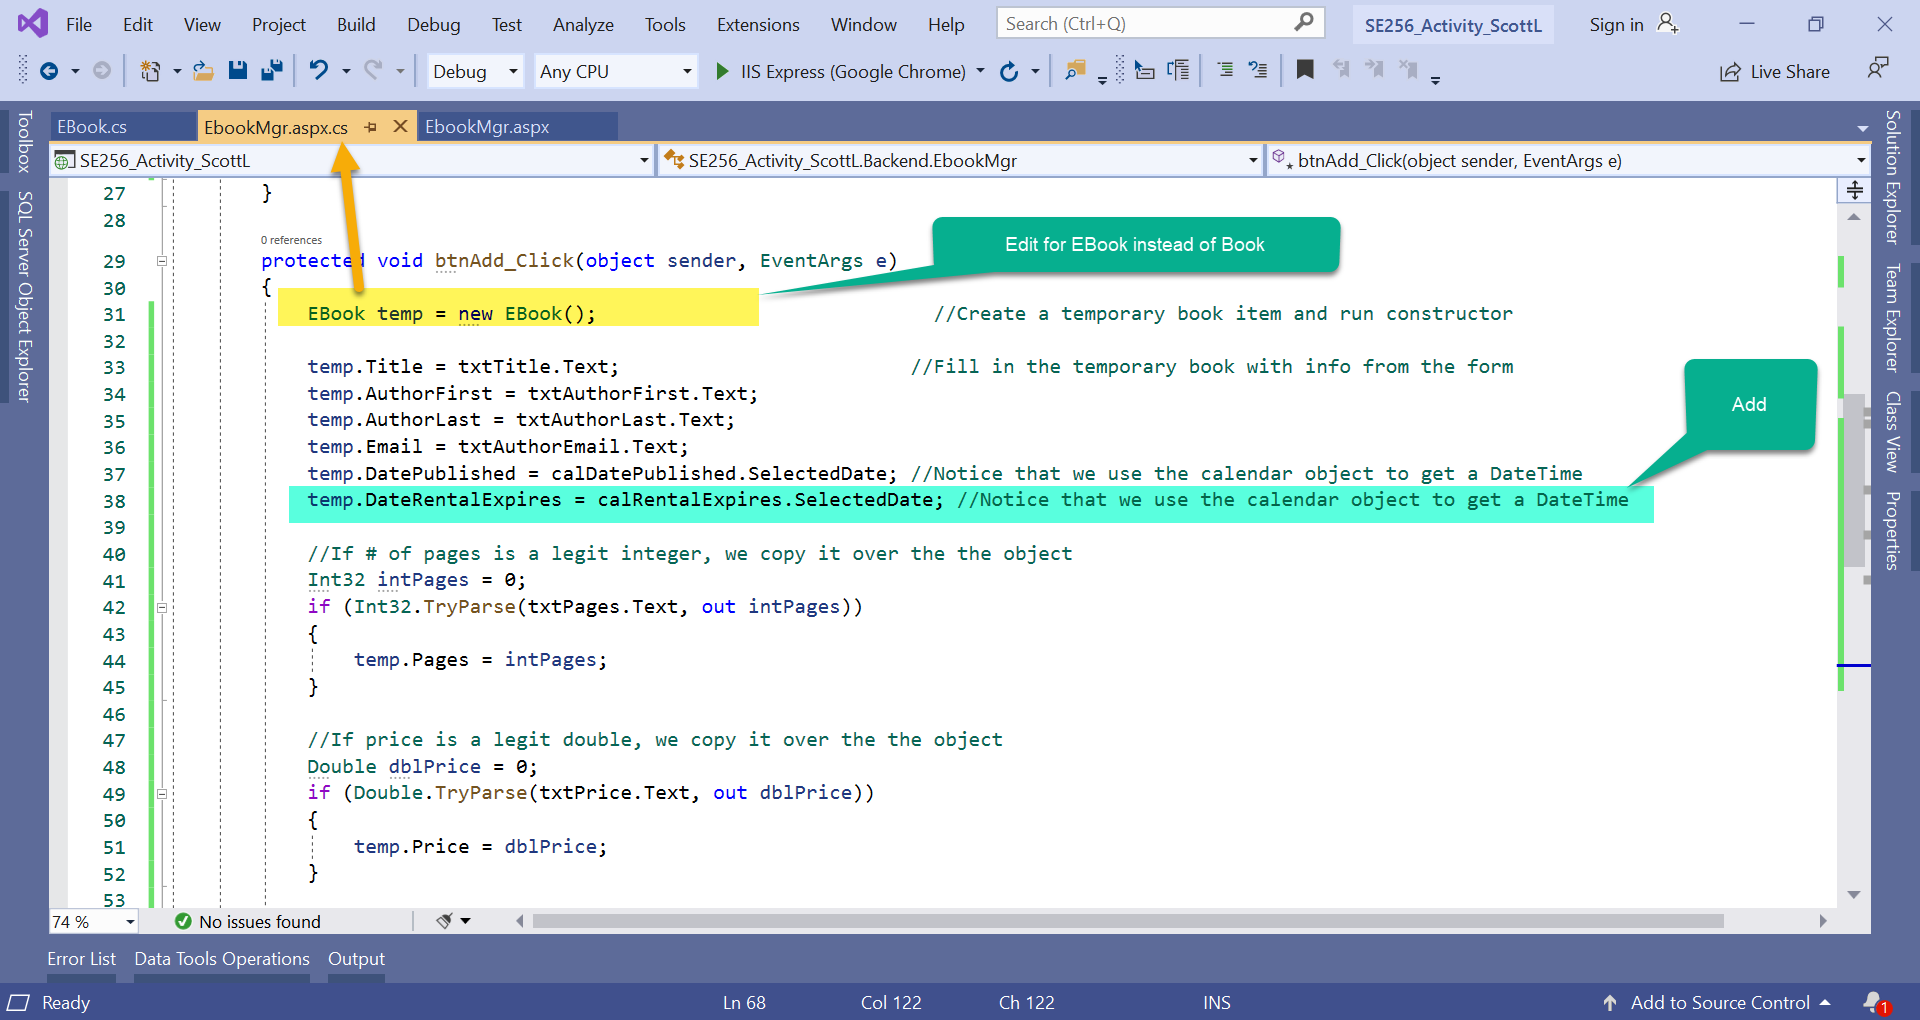 File Edit View Project Build Debug Test Analyze Tools Extensions Window Help Search (Ctrl+Q) SE256_Activity_ScottL Sign in
Debug Any CPU IIS Express (Google Chrome) Live Share
EBook.cs EbookMgr.aspx.cs EbookMgr.aspx
SE256_Activity_ScottL SE256_Activity_ScottL.Backend.EbookMgr btnAdd_Click(object sender, EventArgs e)
Toolbox
SQL Server Object Explorer
27 }
28
0 references
29 protected void btnAdd_Click(object sender, EventArgs e)
30 {
31 EBook temp = new EBook(); //Create a temporary book item and run constructor
32
33 temp.Title = txtTitle.Text; //Fill in the temporary book with info from the form
34 temp.AuthorFirst = txtAuthorFirst.Text;
35 temp.AuthorLast = txtAuthorLast.Text;
36 temp.Email = txtAuthorEmail.Text;
37 temp.DatePublished = calDatePublished.SelectedDate; //Notice that we use the calendar object to get a DateTime
38 temp.DateRentalExpires = calRentalExpires.SelectedDate; //Notice that we use the calendar object to get a DateTime
39
40 //If # of pages is a legit integer, we copy it over the the object
41 Int32 intPages = 0;
42 if (Int32.TryParse(txtPages.Text, out intPages))
43 {
44 temp.Pages = intPages;
45 }
46
47 //If price is a legit double, we copy it over the the object
48 Double dblPrice = 0;
49 if (Double.TryParse(txtPrice.Text, out dblPrice))
50 {
51 temp.Price = dblPrice;
52 }
53
Edit for EBook instead of Book
Add
Solution Explorer
Team Explorer
Class View
Properties
74 % No issues found
Error List Data Tools Operations Output
Ready Ln 68 Col 122 Ch 122 INS Add to Source Control 1